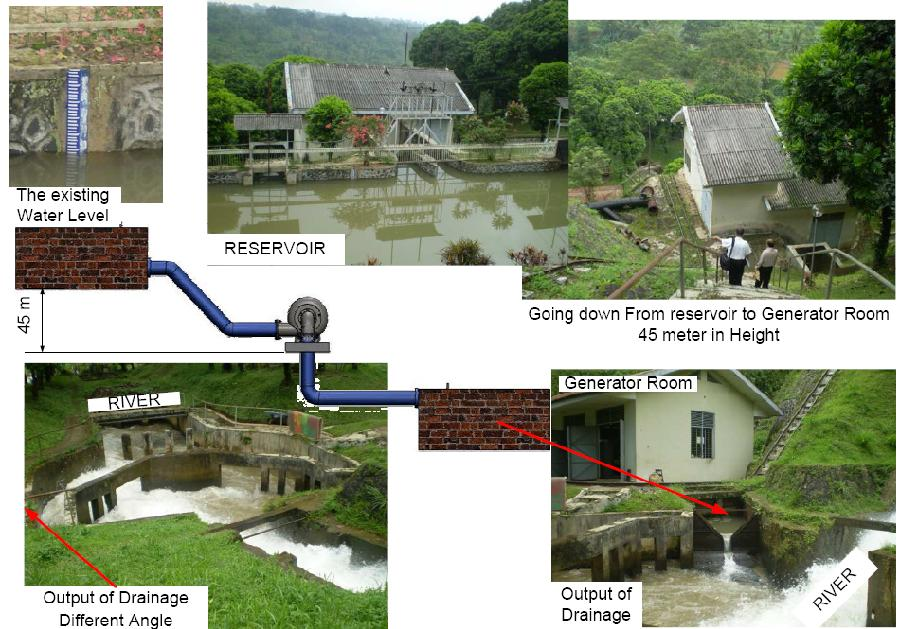 The existing
Water Level
RESERVOIR
Going down From reservoir to Generator Room
45 meter in Height
45 m
RIVER
Generator Room
Output of Drainage
Different Angle
Output of
Drainage
RIVER